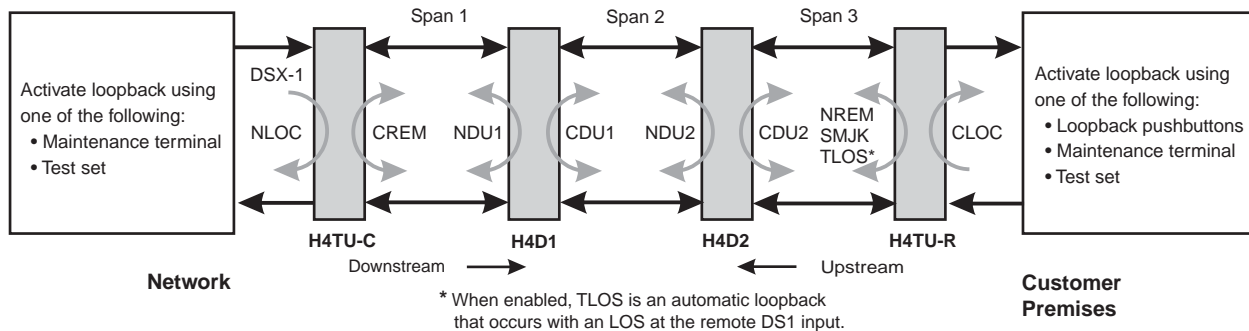 Span 1
Span 2
Span 3
Activate loopback using
one of the following:
• Maintenance terminal
• Test set
DSX-1
NLOC
CREM
NDU1
CDU1
NDU2
CDU2
NREM
SMJK
TLOS*
CLOC
Activate loopback using
one of the following:
• Loopback pushbuttons
• Maintenance terminal
• Test set
H4TU-C
H4D1
H4D2
H4TU-R
Network
Downstream
Upstream
Customer
Premises
* When enabled, TLOS is an automatic loopback
that occurs with an LOS at the remote DS1 input.